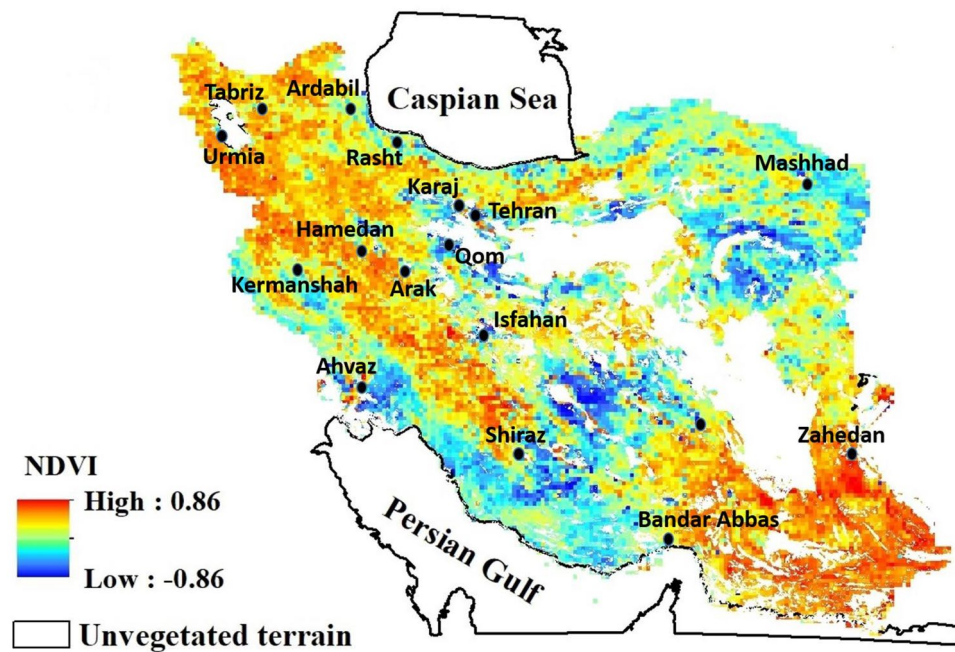 Caspian Sea
Tabriz
Ardabil
Urmia
Rasht
Mashhad
Karaj
Tehran
Hamedan
Qom
Kermanshah
Arak
Isfahan
Ahvaz
Shiraz
Zahedan
Bandar Abbas
Persian Gulf
NDVI
High : 0.86
Low : -0.86
Unvegetated terrain